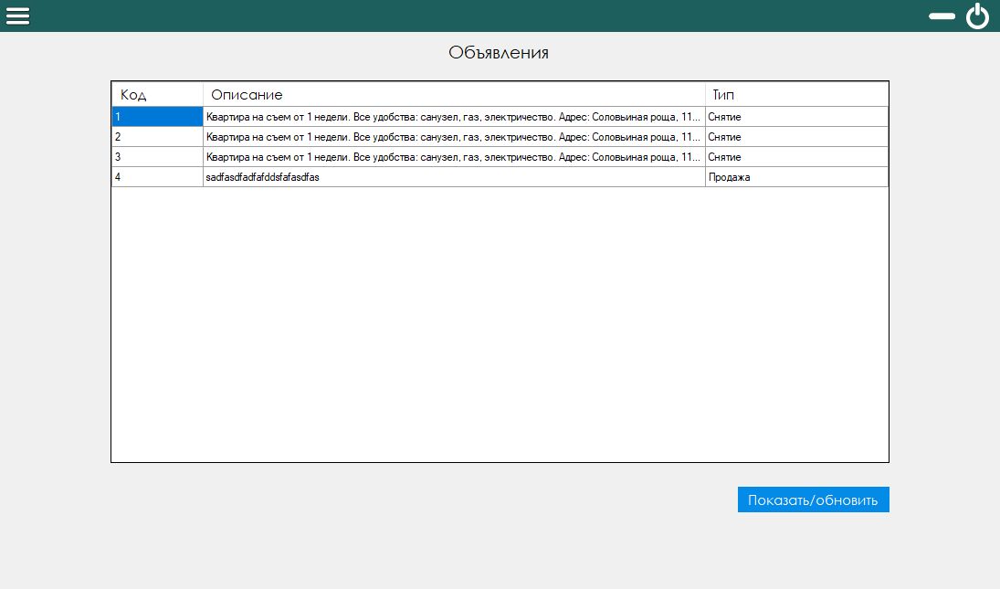 Объявления
Код Описание Тип
1 Квартира на съем от 1 недели. Все удобства: санузел, газ, электричество. Адрес: Соловьиная роща, 11... Снятие
2 Квартира на съем от 1 недели. Все удобства: санузел, газ, электричество. Адрес: Соловьиная роща, 11... Снятие
3 Квартира на съем от 1 недели. Все удобства: санузел, газ, электричество. Адрес: Соловьиная роща, 11... Снятие
4 sadfasdfadfafddsfafasdfas Продажа
Показать/обновить